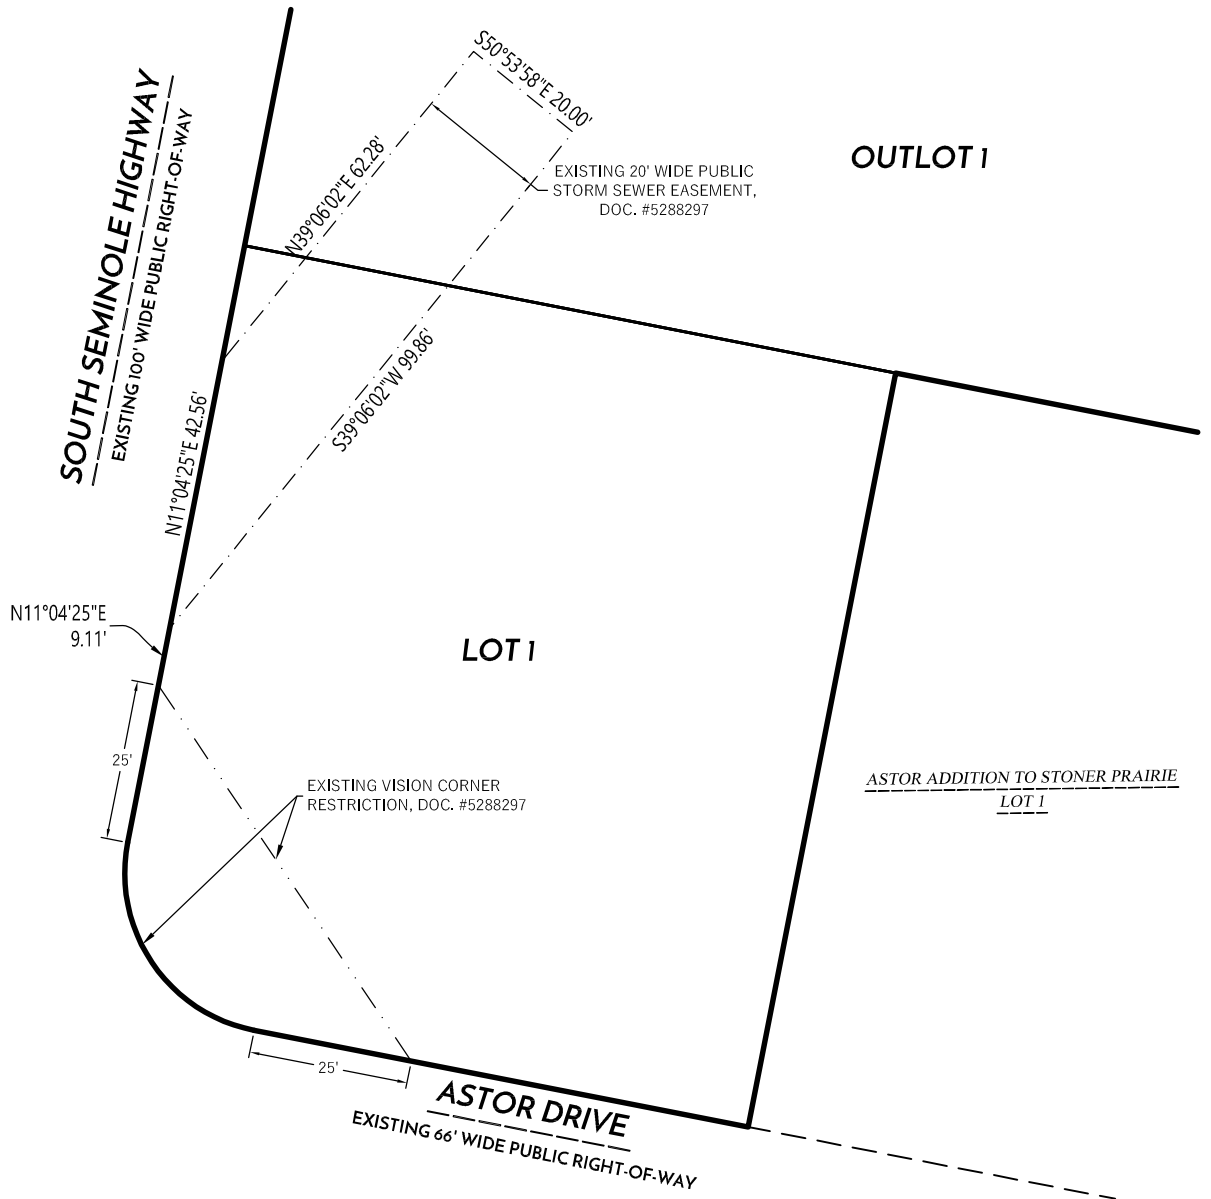 S50°53'58"E 20.00'
OUTLOT 1
EXISTING 20' WIDE PUBLIC
STORM SEWER EASEMENT,
DOC. #5288297
N39°06'02"E 62.28'
SOUTH SEMINOLE HIGHWAY
EXISTING 100' WIDE PUBLIC RIGHT-OF-WAY
S39°06'02"W 99.86'
N11°04'25"E 42.56'
N11°04'25"E
9.11'
LOT 1
25'
EXISTING VISION CORNER
RESTRICTION, DOC. #5288297
ASTOR ADDITION TO STONER PRAIRIE
LOT 1
25'
ASTOR DRIVE
EXISTING 66' WIDE PUBLIC RIGHT-OF-WAY